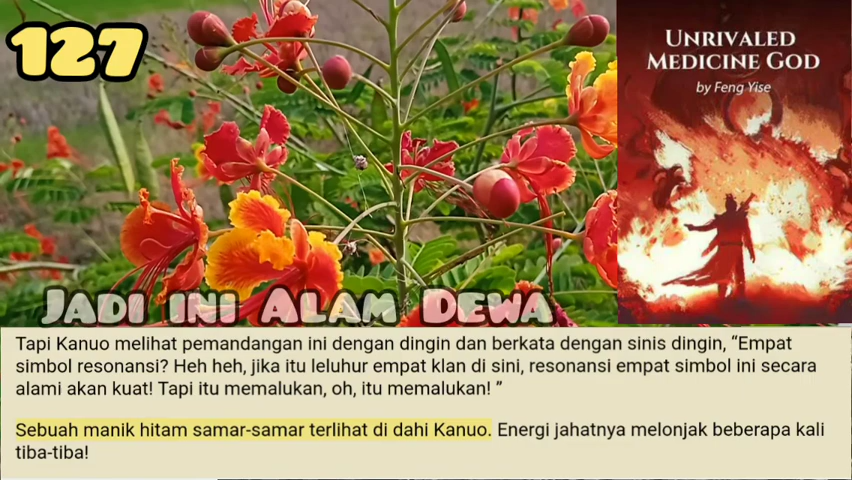 127
UNRIVALED
MEDICINE GOD
by Feng Yise
JADI INI ALAM DEWA
Tapi Kanuo melihat pemandangan ini dengan dingin dan berkata dengan sinis dingin, “Empat
simbol resonansi? Heh heh, jika itu leluhur empat klan di sini, resonansi empat simbol ini secara
alami akan kuat! Tapi itu memalukan, oh, itu memalukan! ”
Sebuah manik hitam samar-samar terlihat di dahi Kanuo. Energi jahatnya melonjak beberapa kali
tiba-tiba!